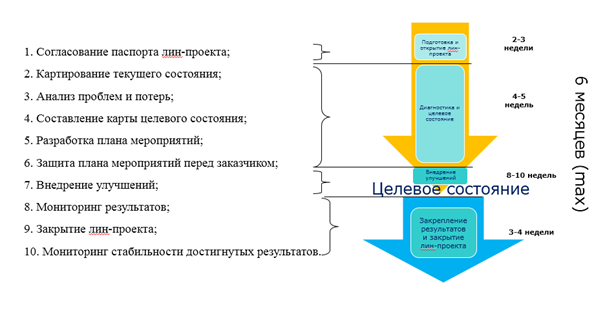 1. Согласование паспорта лин-проекта;
2. Картирование текущего состояния;
3. Анализ проблем и потерь;
4. Составление карты целевого состояния;
5. Разработка плана мероприятий;
6. Защита плана мероприятий перед заказчиком;
7. Внедрение улучшений;
8. Мониторинг результатов;
9. Закрытие лин-проекта;
10. Мониторинг стабильности достигнутых результатов.
Подготовка и
открытие лин-
проекта
2-3
недели
Диагностика и
целевое
состояние
4-5
недель
Внедрение
улучшений
8-10 недель
Целевое состояние
Закрепление
результатов
и закрытие
лин-проекта
3-4 недели
6 месяцев (max)